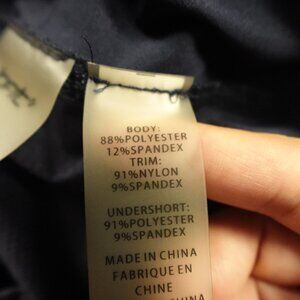 BODY:
88%POLYESTER
12%SPANDEX
TRIM:
91%NYLON
9%SPANDEX
UNDERSHORT:
91%POLYESTER
9%SPANDEX
MADE IN CHINA
FABRIQUE EN
CHINE
CHINA